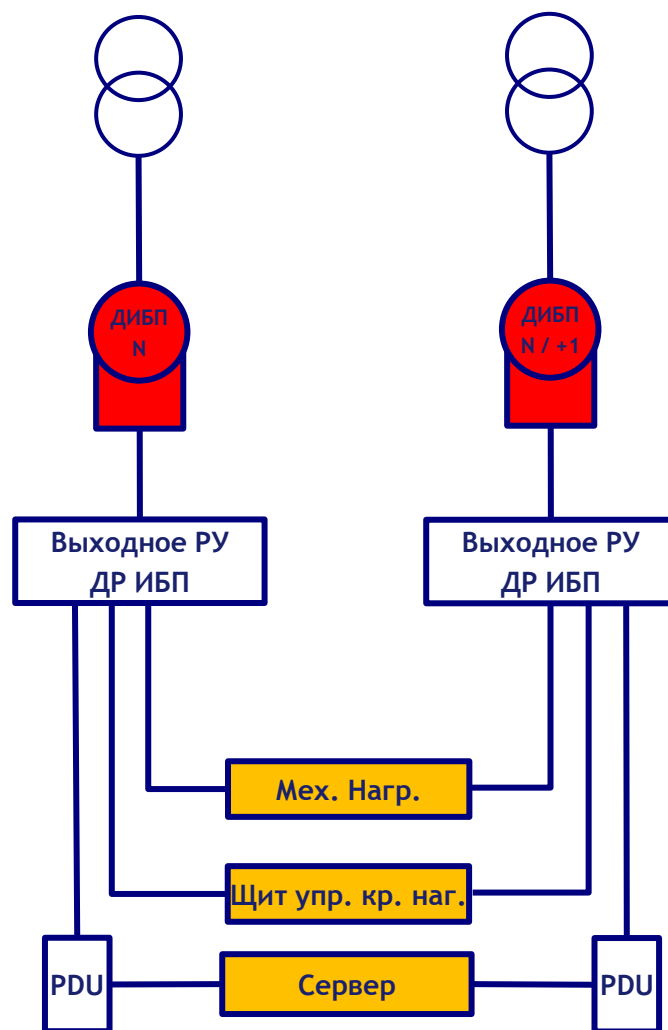 ДИБП
N
ДИБП
N / +1
Выходное РУ
ДР ИБП
Выходное РУ
ДР ИБП
Мех. Нагр.
Щит упр. кр. наг.
PDU
Сервер
PDU